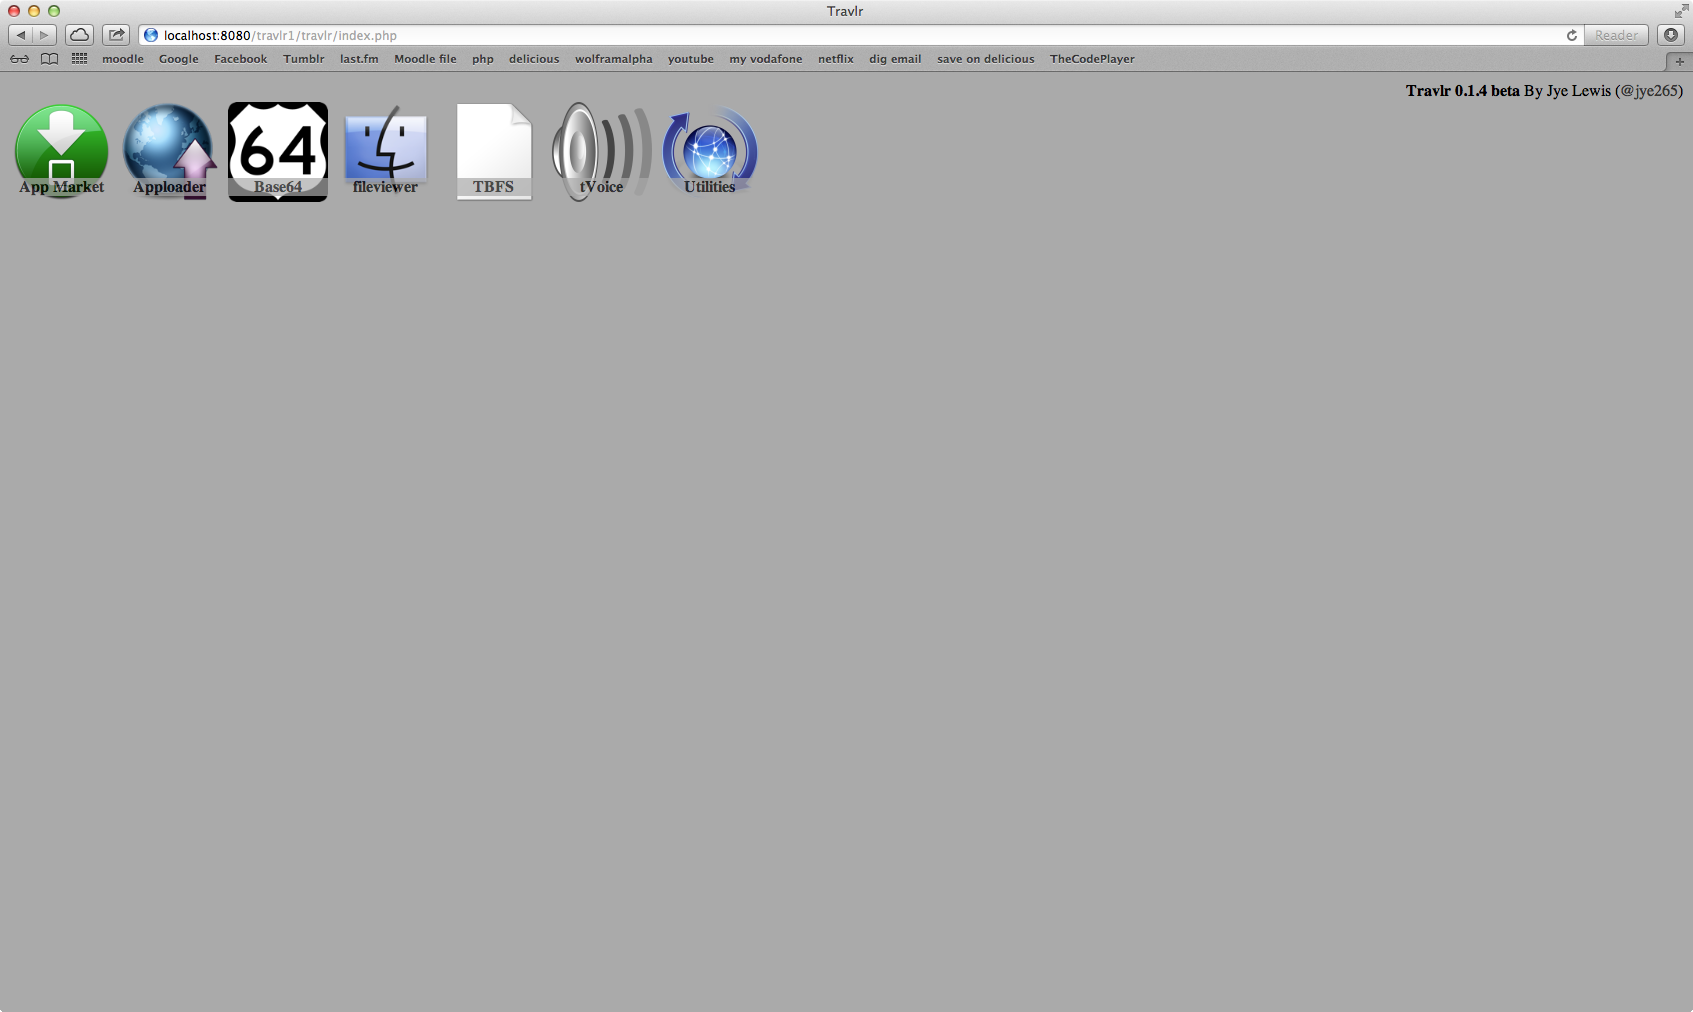 Travlr
localhost:8080/travlr1/travlr/index.php
Reader
moodle Google Facebook Tumblr last.fm Moodle file php delicious wolframalpha youtube my vodafone netflix dig email save on delicious TheCodePlayer
Travlr 0.1.4 beta By Jye Lewis (@jye265)
64
App Market Apploader Base64 fileviewer TBFS tVoice Utilities